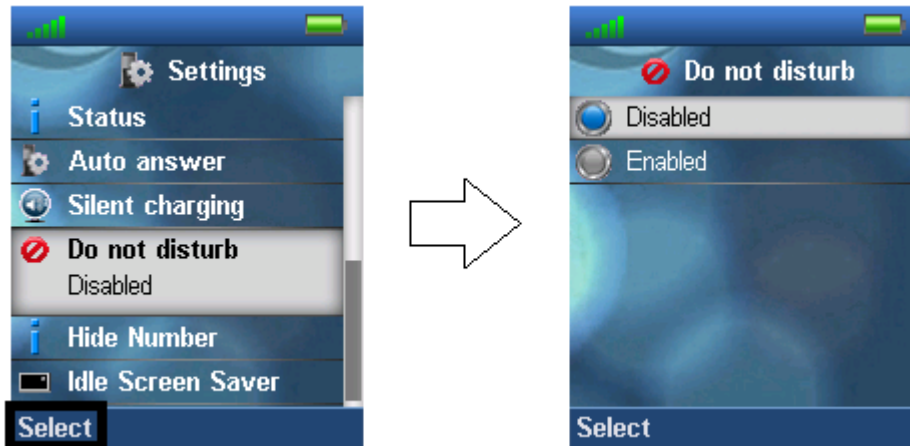 Settings
Status
Auto answer
Silent charging
Do not disturb
Disabled
Hide Number
Idle Screen Saver
Select
Do not disturb
Disabled
Enabled
Select